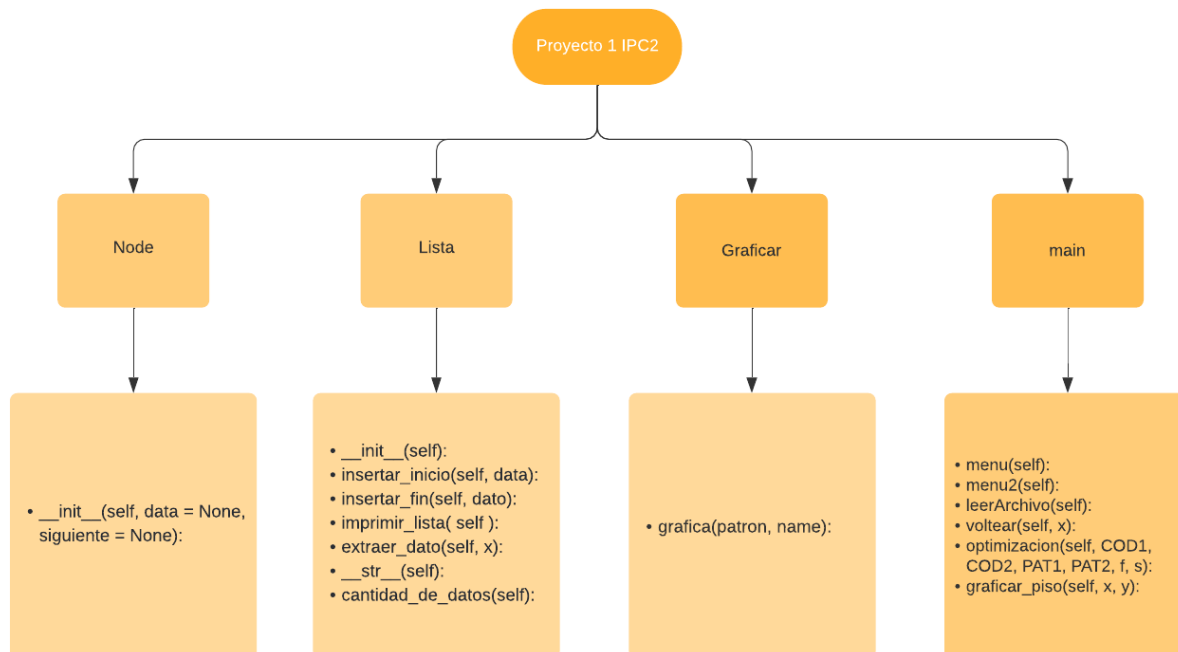 Proyecto 1 IPC2
Node
Lista
Graficar
main
• __init__(self, data = None,
siguiente = None):
• __init__(self):
• insertar_inicio(self, data):
• insertar_fin(self, dato):
• imprimir_lista( self ):
• extraer_dato(self, x):
• __str__(self):
• cantidad_de_datos(self):
• grafica(patron, name):
• menu(self):
• menu2(self):
• leerArchivo(self):
• voltear(self, x):
• optimizacion(self, COD1,
COD2, PAT1, PAT2, f, s):
• graficar_piso(self, x, y):